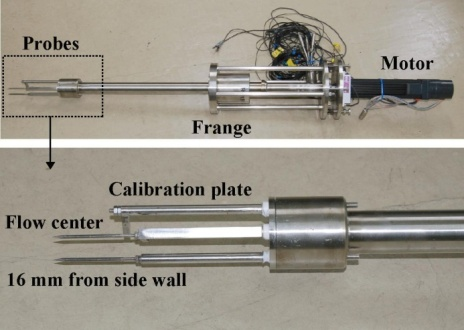 Probes
Motor
Frange
Calibration plate
Flow center
16 mm from side wall